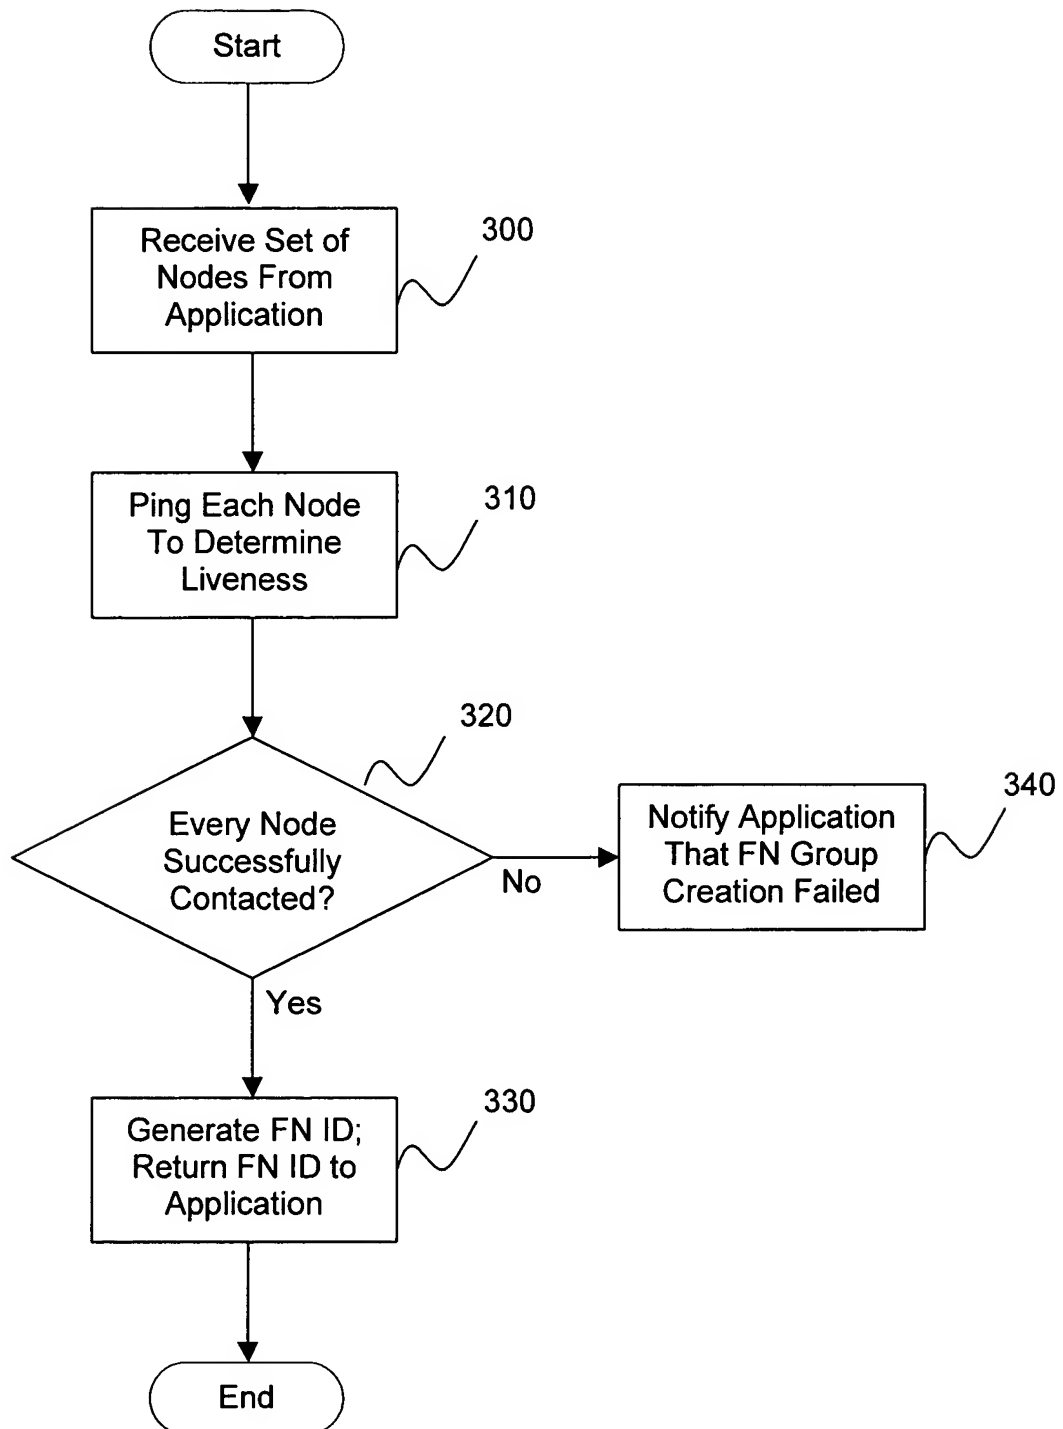 Start
300
Receive Set of
Nodes From
Application
310
Ping Each Node
To Determine
Liveness
320
Every Node
Successfully
Contacted?
No
340
Notify Application
That FN Group
Creation Failed
Yes
330
Generate FN ID;
Return FN ID to
Application
End